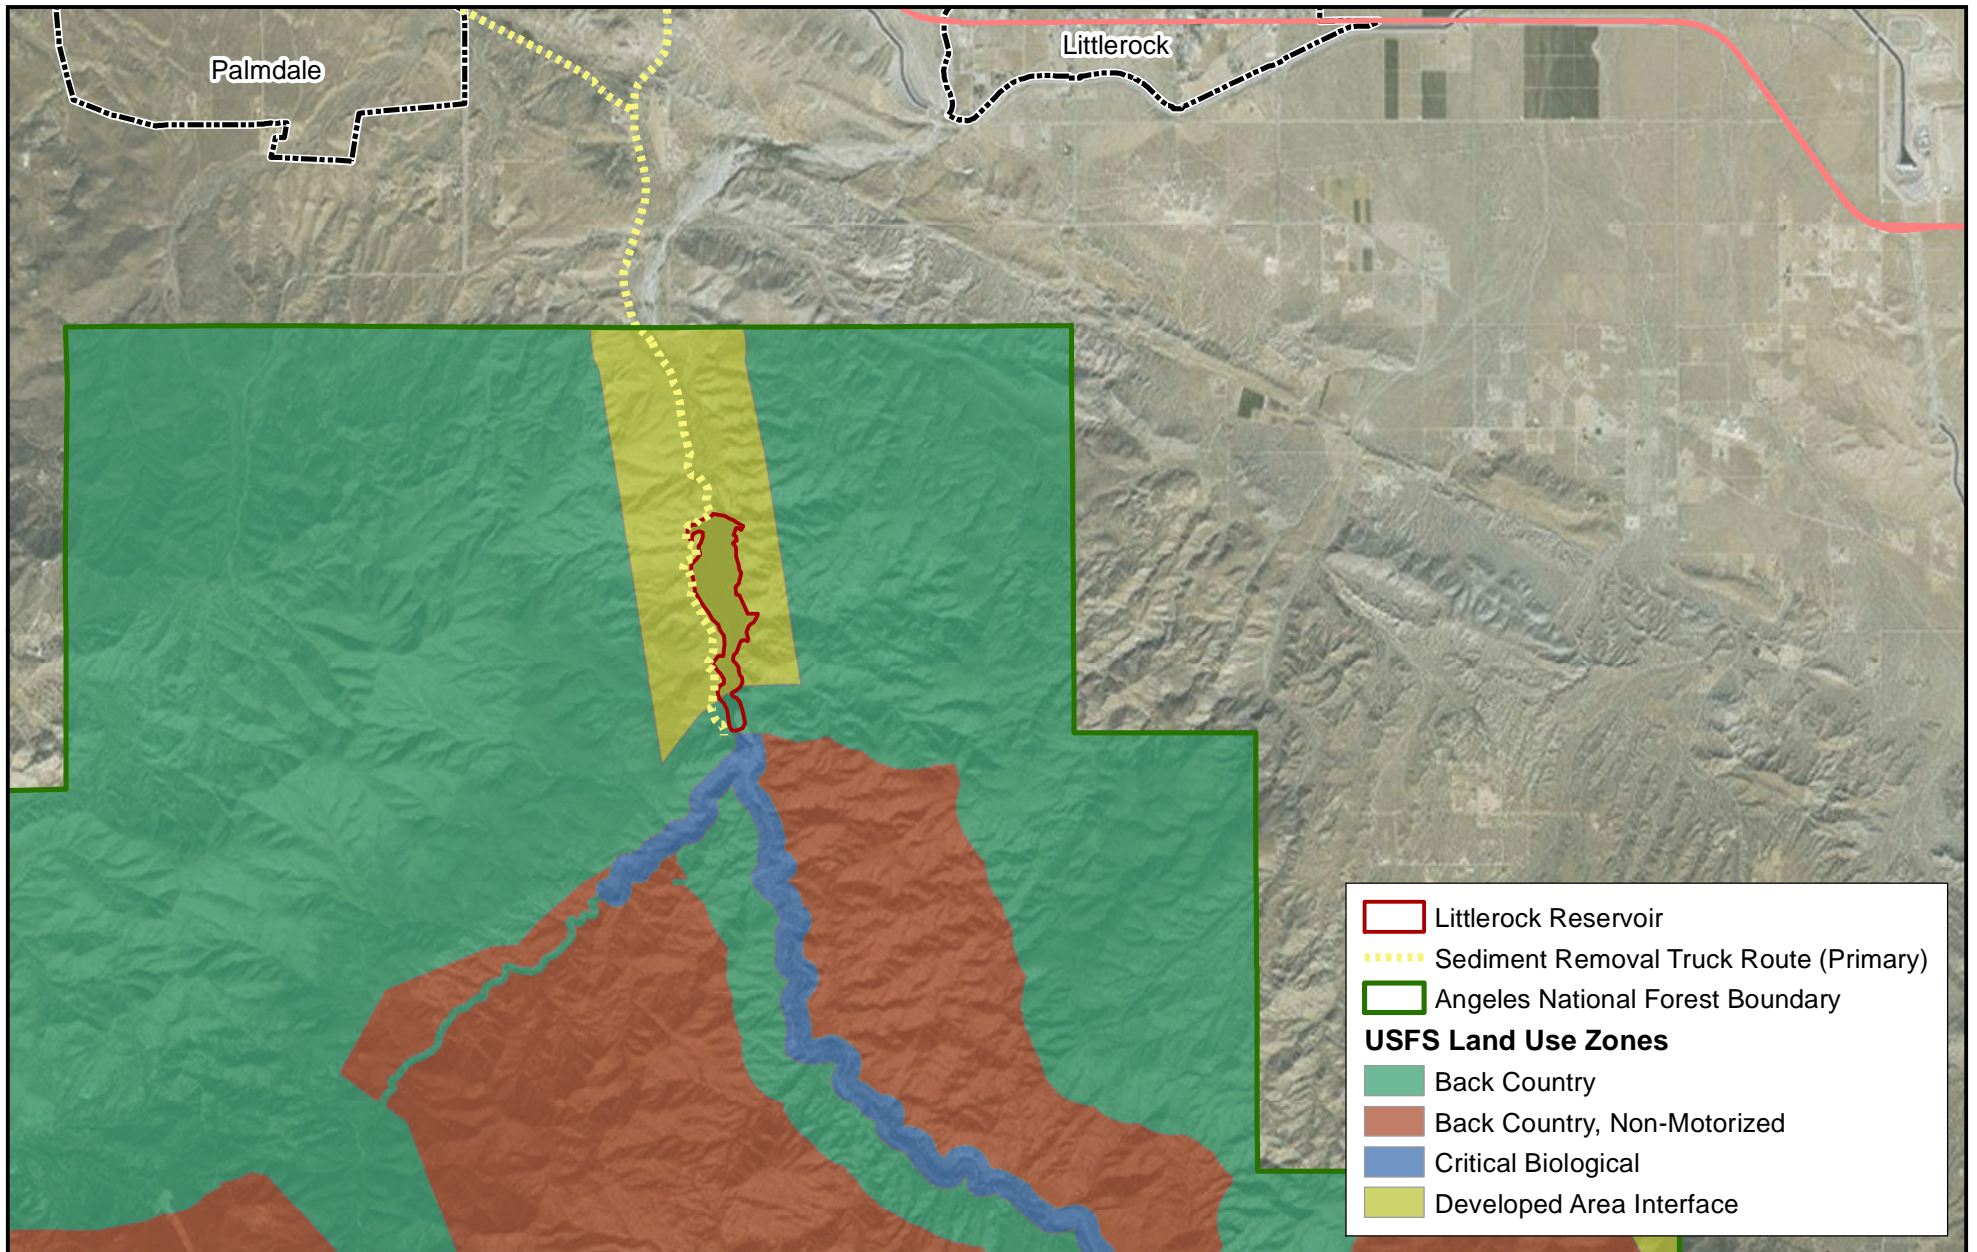 Palmdale
Littlerock
Littlerock Reservoir
Sediment Removal Truck Route (Primary)
Angeles National Forest Boundary
USFS Land Use Zones
Back Country
Back Country, Non-Motorized
Critical Biological
Developed Area Interface